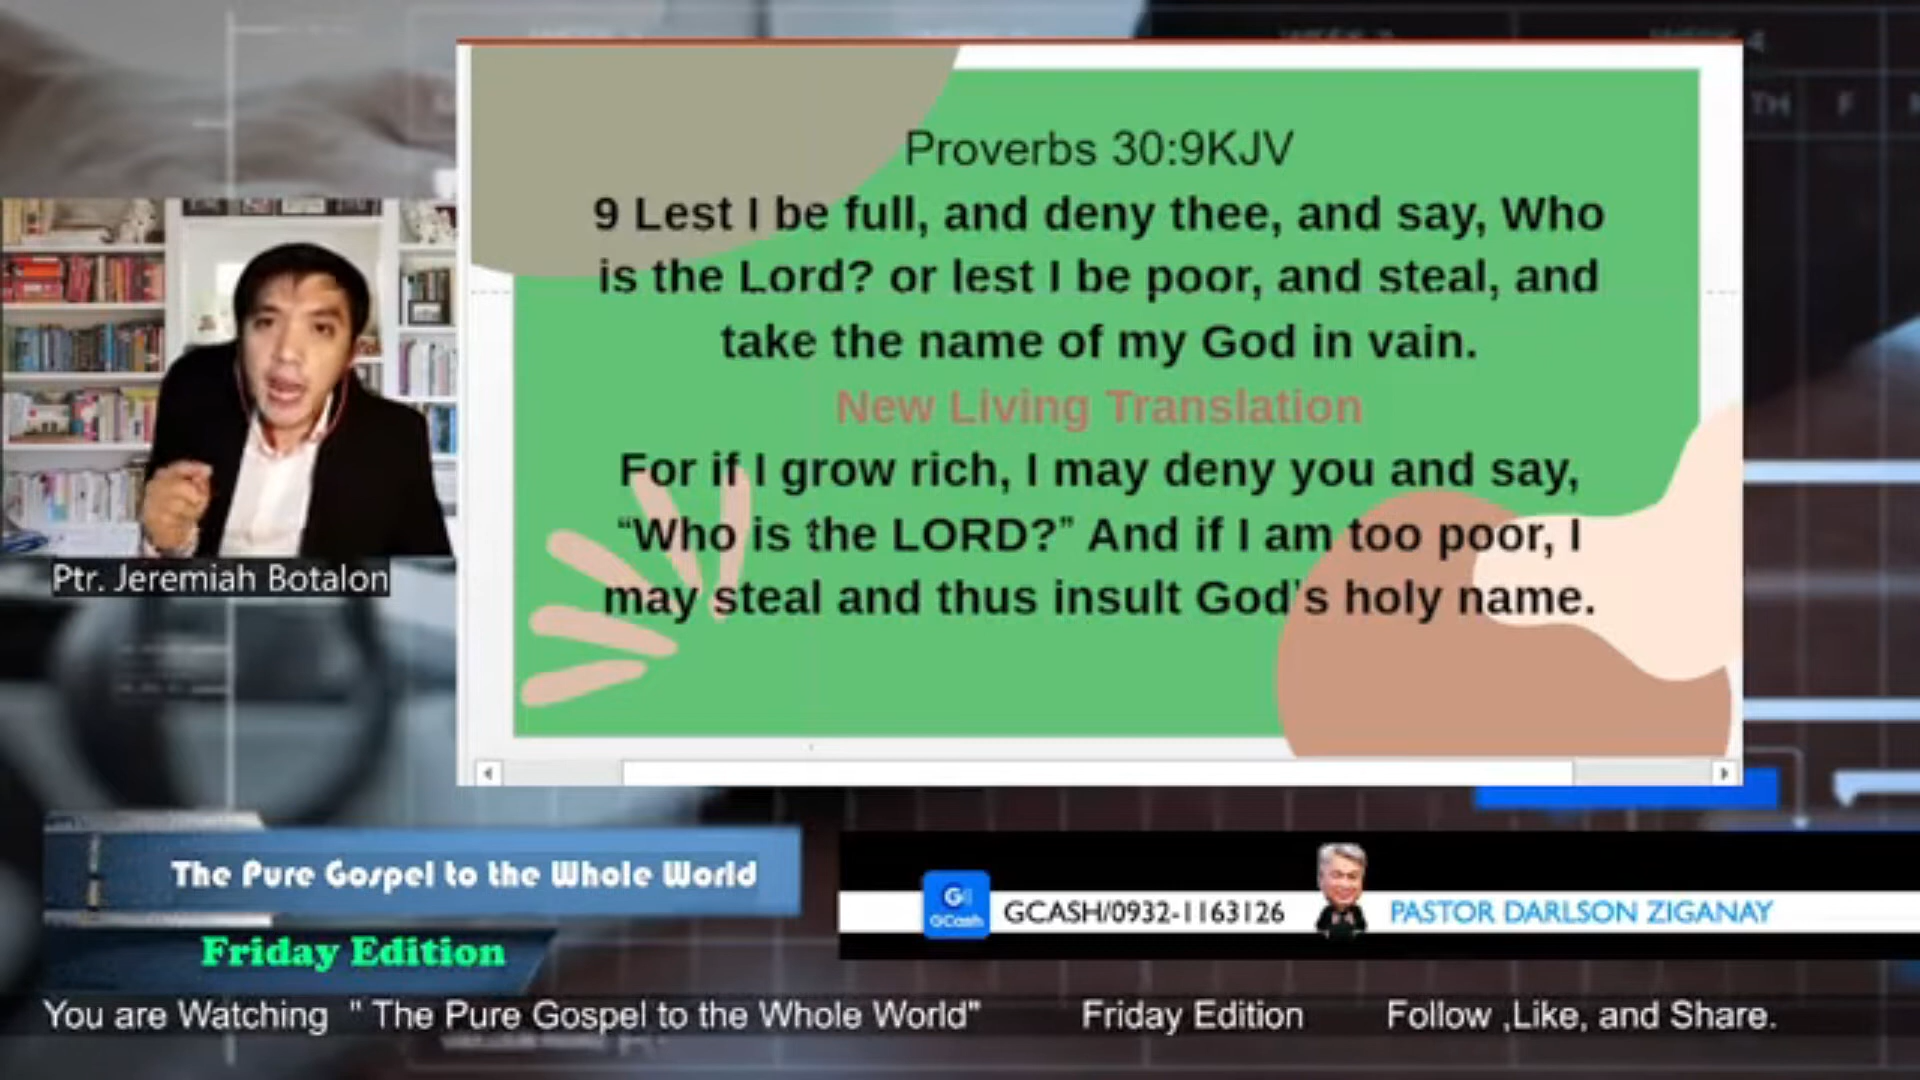 TH F
Proverbs 30:9KJV
9 Lest I be full, and deny thee, and say, Who
is the Lord? or lest I be poor, and steal, and
take the name of my God in vain.
New Living Translation
For if I grow rich, I may deny you and say,
“Who is the LORD?” And if I am too poor, I
may steal and thus insult God's holy name.
Ptr. Jeremiah Botalon
The Pure Gospel to the Whole World
Friday Edition
GCash
GCASH/0932-1163126
PASTOR DARLSON ZIGANAY
You are Watching " The Pure Gospel to the Whole World" Friday Edition Follow ,Like, and Share.